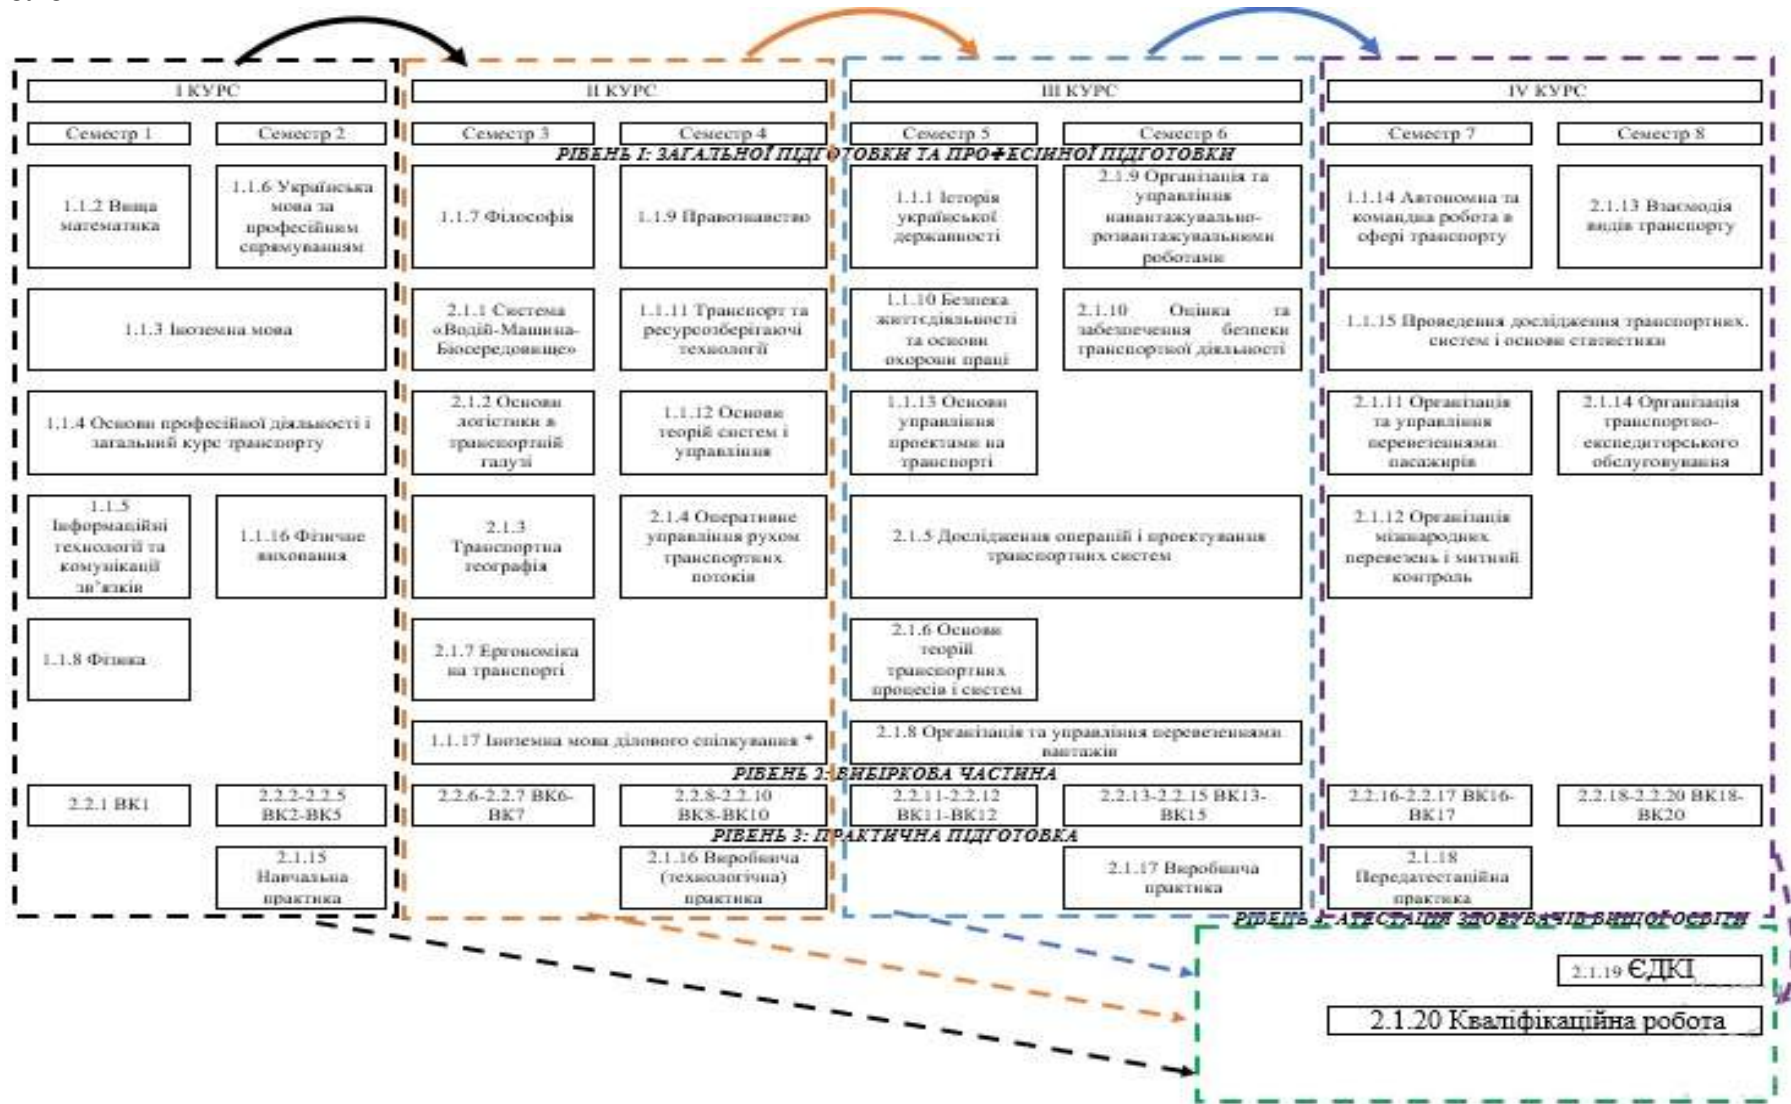 I КУРС
II КУРС
III КУРС
IV КУРС
Семестр 1
Семестр 2
Семестр 3
Семестр 4
Семестр 5
Семестр 6
Семестр 7
Семестр 8
РІВЕНЬ 1: ЗАГАЛЬНОЇ ПІДГОТОВКИ ТА ПРОФЕСІЙНОЇ ПІДГОТОВКИ
1.1.2 Вища
математика
1.1.6 Українська
мова за
професійним
спрямуванням
1.1.7 Філософія
1.1.9 Правознавство
1.1.1 Історія
української
державності
2.1.9 Організація та
управління
навантажувально-
розвантажувальними
роботами
1.1.14 Автономна та
командна робота в
сфері транспорту
2.1.13 Взаємодія
видів транспорту
1.1.3 Іноземна мова
2.1.1 Система
«Водій-Машина-
Біосередовище»
1.1.11 Транспорт та
ресурсозберігаючі
технології
1.1.10 Безпека
життєдіяльності
та основи
охорони праці
2.1.10 Оцінка та
забезпечення безпеки
транспортної діяльності
1.1.15 Проведення дослідження транспортних.
систем і основи статистики
1.1.4 Основи професійної діяльності і
загальний курс транспорту
2.1.2 Основи
логістики в
транспортній
галузі
1.1.12 Основи
теорій систем і
управління
1.1.13 Основи
управління
проектами на
транспорті
2.1.11 Організація
та управління
перевезеннями
пасажирів
2.1.14 Організація
транспортно-
експедиторського
обслуговування
1.1.5
Інформаційні
технології та
комунікації
зв’язків
1.1.16 Фізичне
виховання
2.1.3
Транспортна
географія
2.1.4 Оперативне
управління рухом
транспортних
потоків
2.1.5 Дослідження операцій і проектування
транспортних систем
2.1.12 Організація
міжнародних
перевезень і митний
контроль
1.1.8 Фізика
2.1.7 Ергономіка
на транспорті
2.1.6 Основи
теорій
транспортних
процесів і систем
1.1.17 Іноземна мова ділового спілкування *
2.1.8 Організація та управління перевезеннями
вантажів
РІВЕНЬ 2: ВИБІРКОВА ЧАСТИНА
2.2.1 ВК1
2.2.2-2.2.5
ВК2-ВК5
2.2.6-2.2.7 ВК6-
ВК7
2.2.8-2.2.10
ВК8-ВК10
2.2.11-2.2.12
ВК11-ВК12
2.2.13-2.2.15 ВК13-
ВК15
2.2.16-2.2.17 ВК16-
ВК17
2.2.18-2.2.20 ВК18-
ВК20
РІВЕНЬ 3: ПРАКТИЧНА ПІДГОТОВКА
2.1.15
Навчальна
практика
2.1.16 Виробнича
(технологічна)
практика
2.1.17 Виробнича
практика
2.1.18
Передатестаційна
практика
РІВЕНЬ 4: АТЕСТАЦІЯ ЗДОБУВАЧІВ ВИЩОЇ ОСВІТИ
2.1.19 ЄДКІ
2.1.20 Кваліфікаційна робота